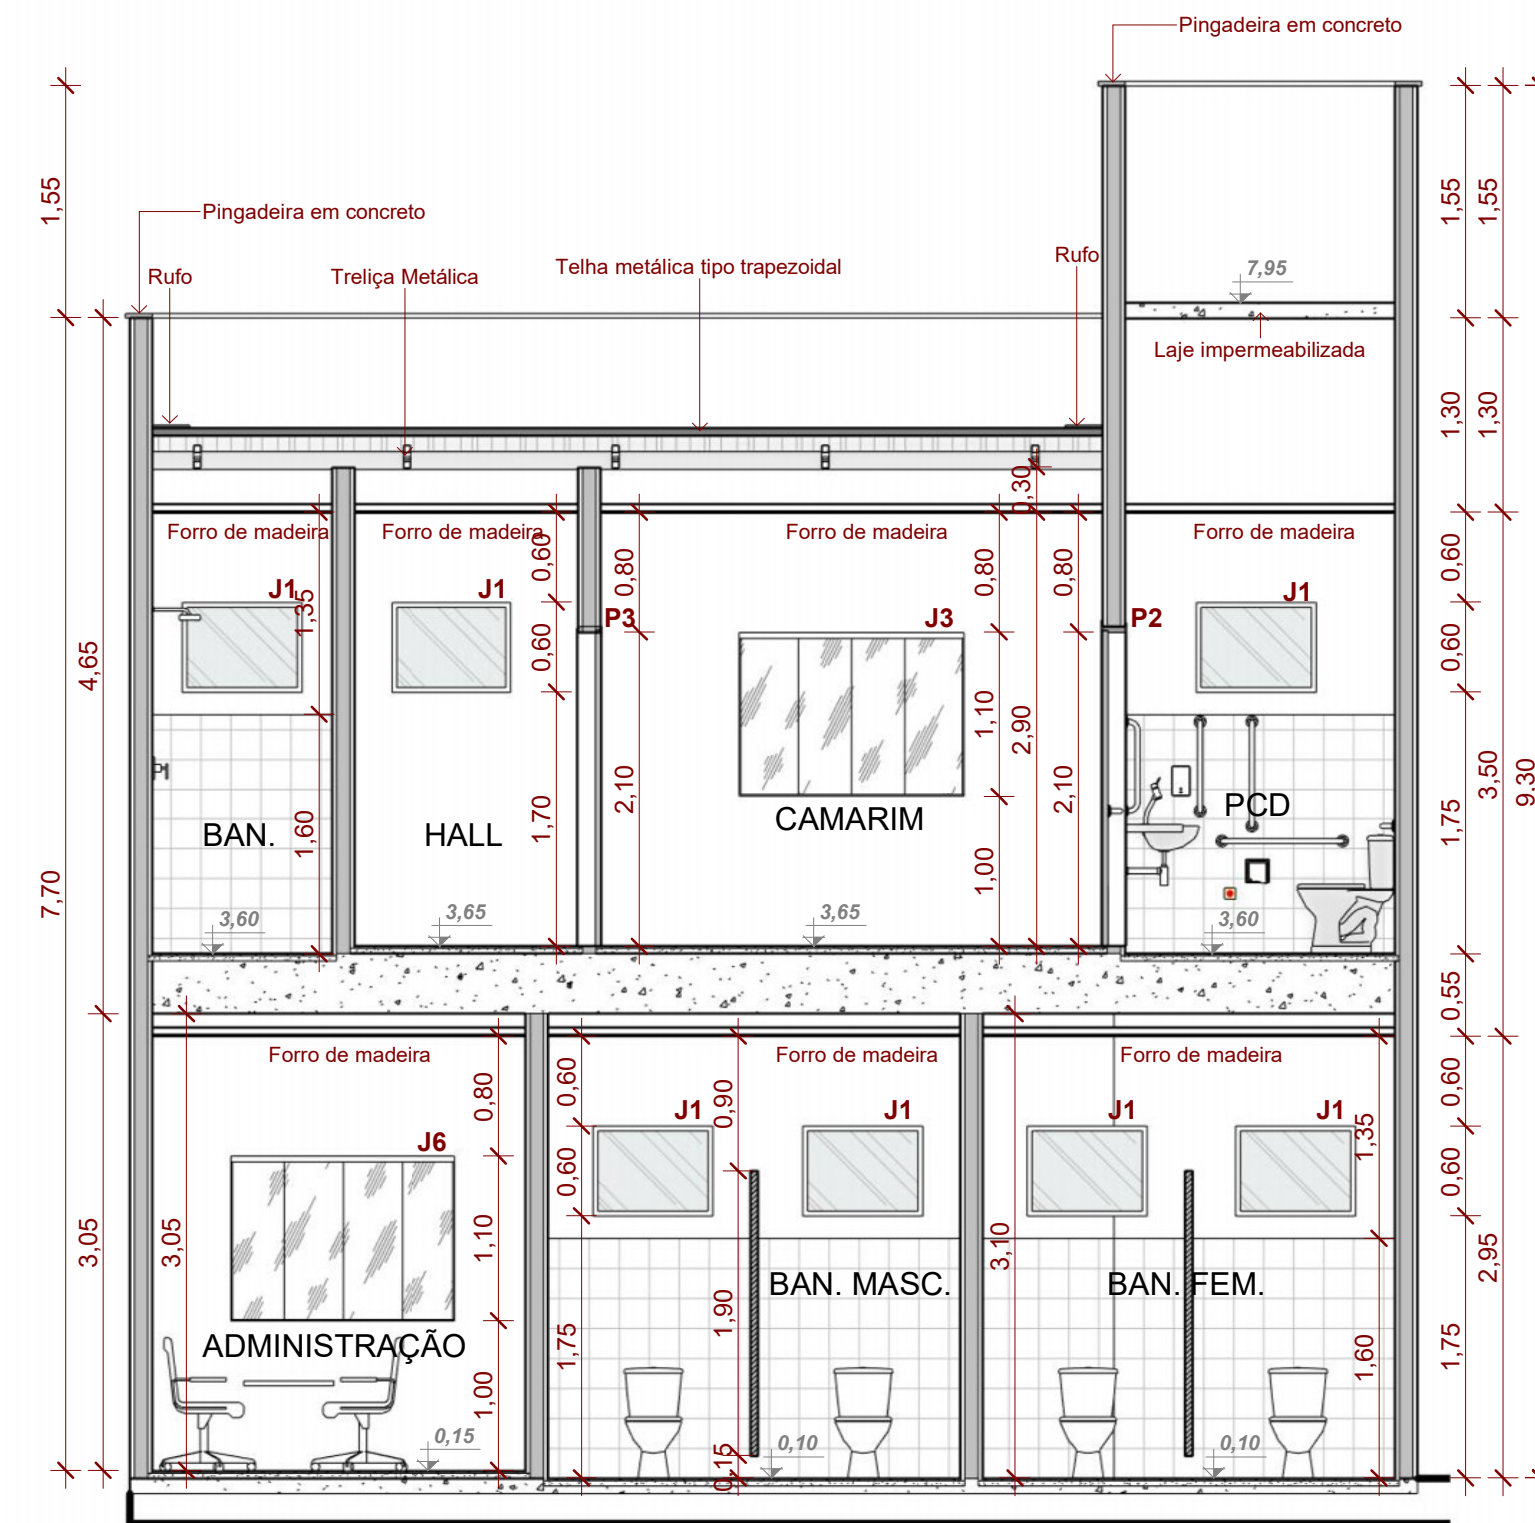 Pingadeira em concreto
1,55
1,55
1,55
Pingadeira em concreto
Rufo
Treliça Metálica
Telha metálica tipo trapezoidal
Rufo
7,95
Laje impermeabilizada
1,30
1,30
0,30
Forro de madeira
Forro de madeira
Forro de madeira
Forro de madeira
0,60
0,80
0,80
0,80
0,60
J1
1,35
J1
P3
J3
P2
J1
4,65
0,60
0,60
1,10
2,90
2,10
2,10
3,50
9,30
BAN.
1,60
HALL
1,70
CAMARIM
PCD
1,75
7,70
1,00
3,60
3,65
3,65
3,60
0,55
Forro de madeira
Forro de madeira
Forro de madeira
0,80
0,60
0,90
0,60
J1
J1
J1
J1
1,35
J6
0,60
0,60
3,05
3,05
1,10
3,10
2,95
BAN. MASC.
BAN. FEM.
1,90
ADMINISTRAÇÃO
1,75
1,60
1,75
1,00
0,15
0,15
0,10
0,10